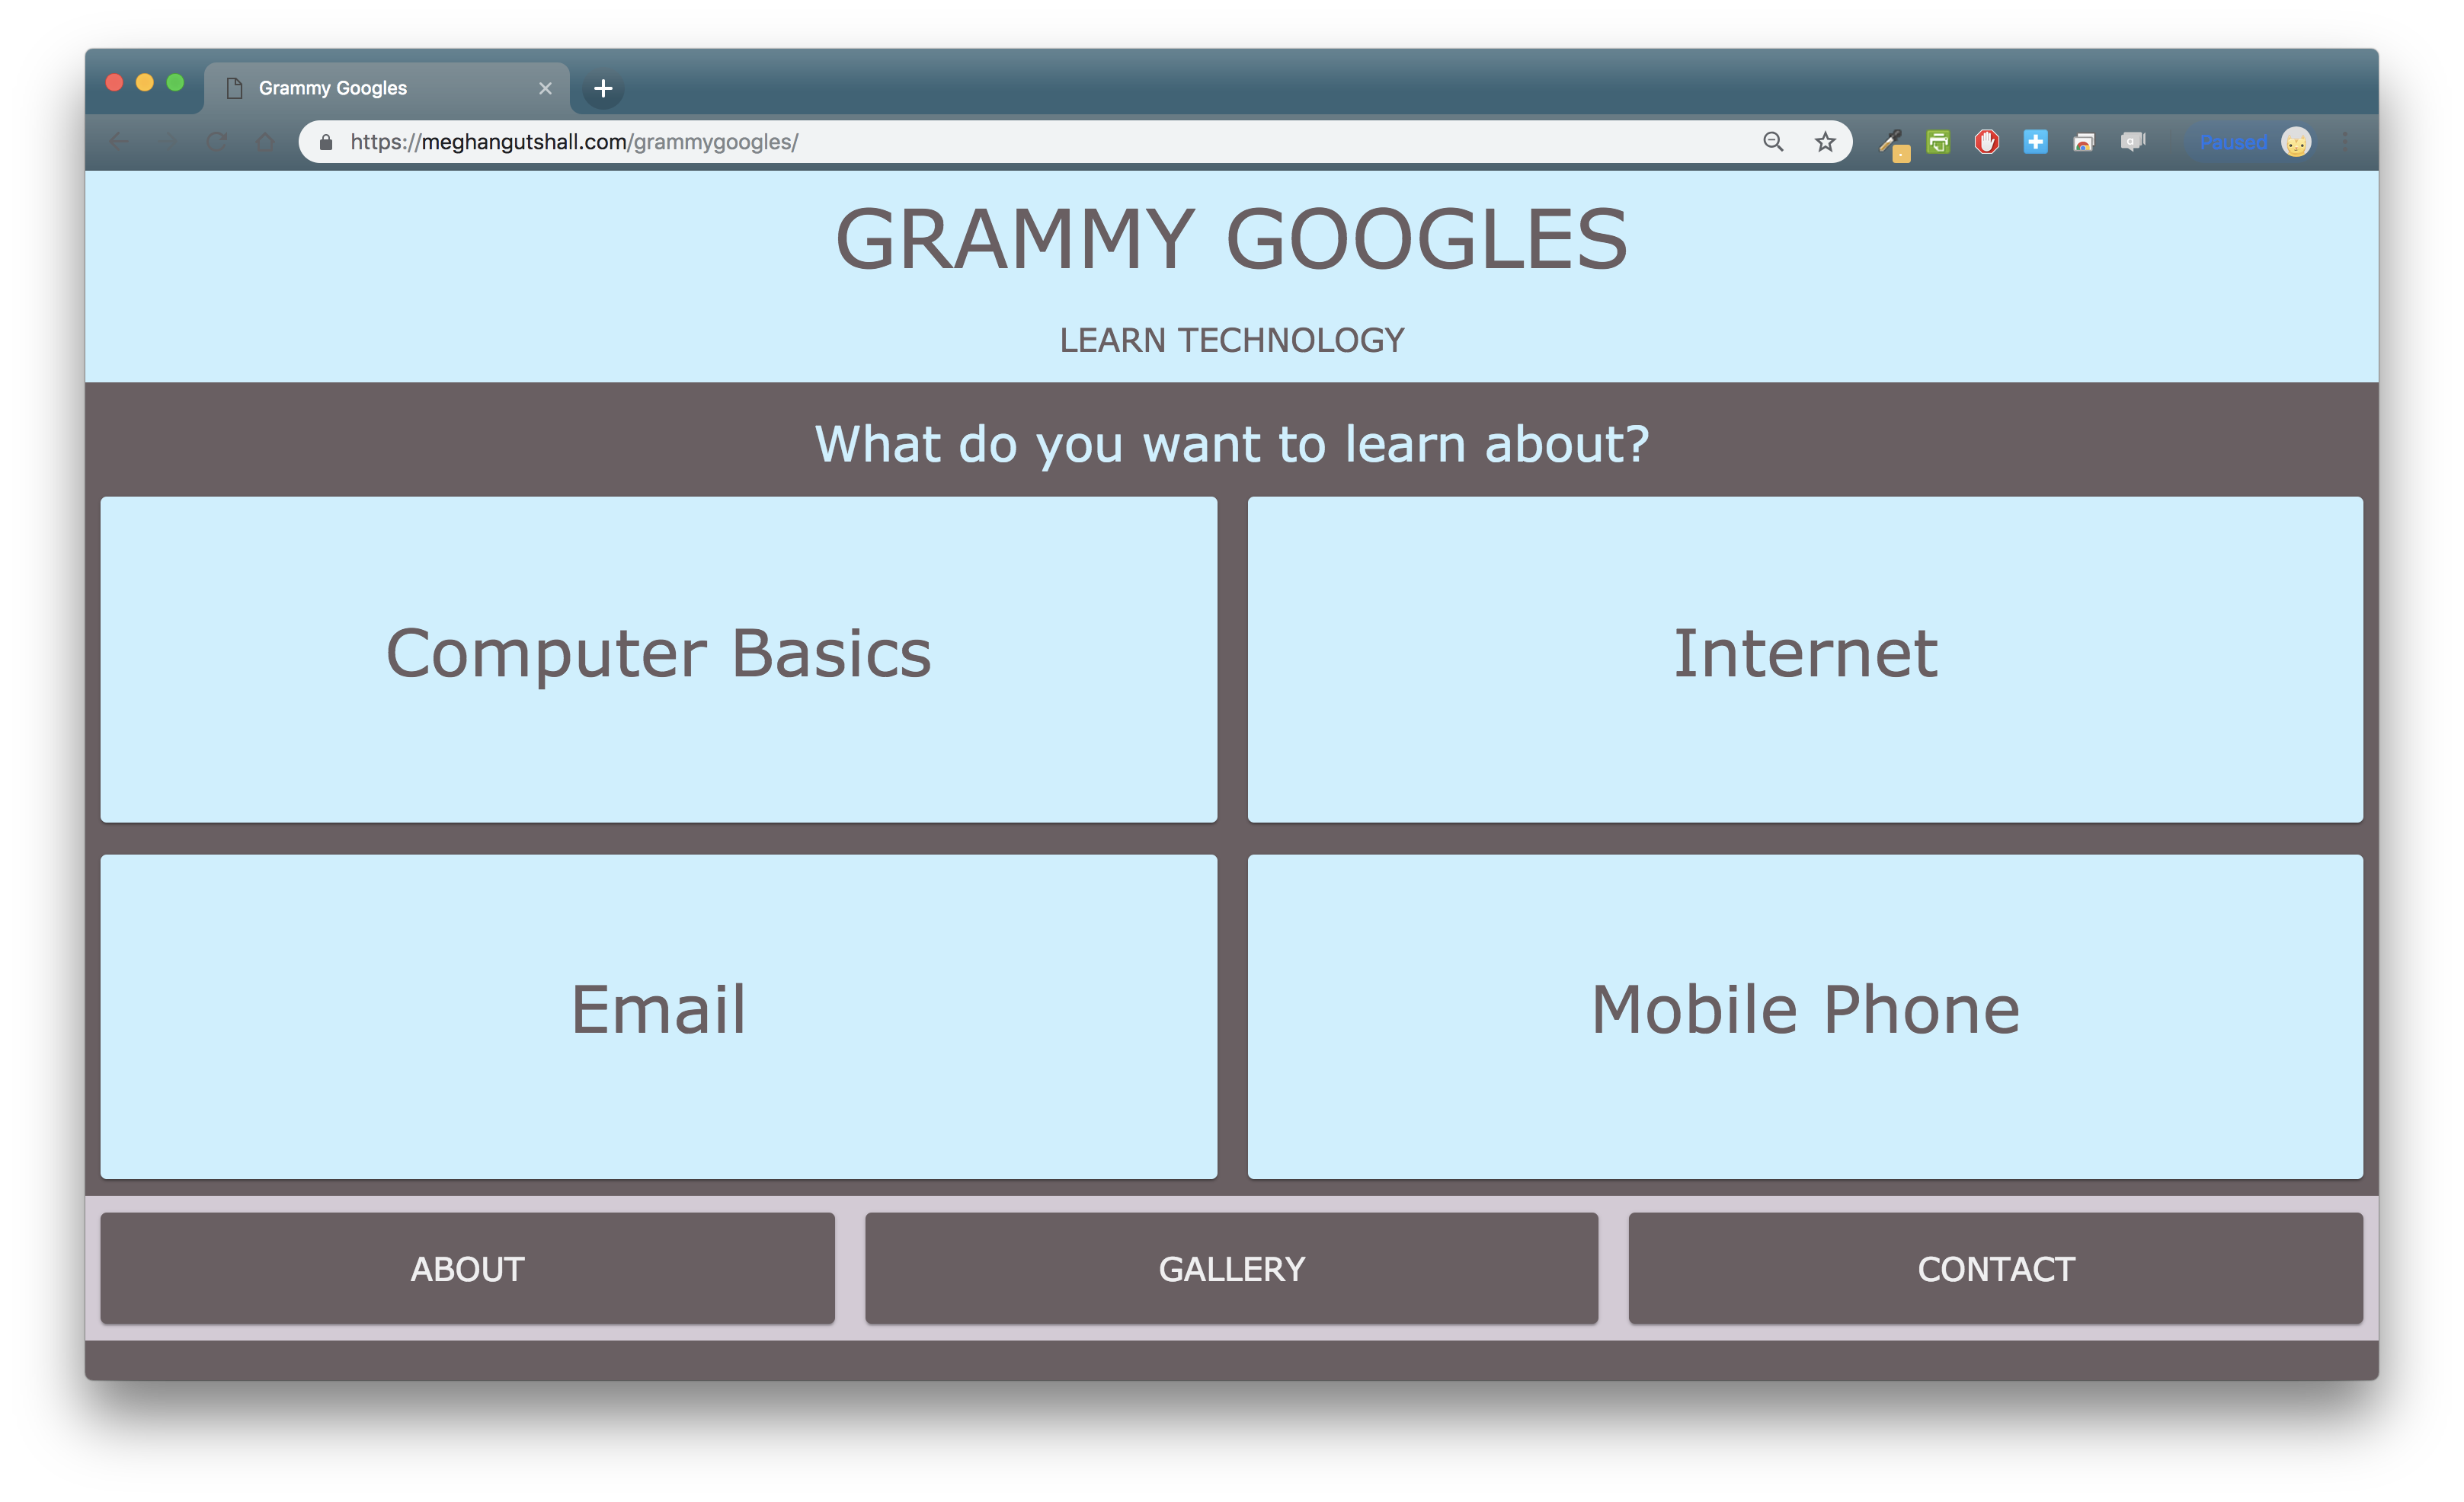 Grammy Googles
https://meghangutshall.com/grammygoogles/
Paused
GRAMMY GOOGLES
LEARN TECHNOLOGY
What do you want to learn about?
Computer Basics
Internet
Email
Mobile Phone
ABOUT
GALLERY
CONTACT